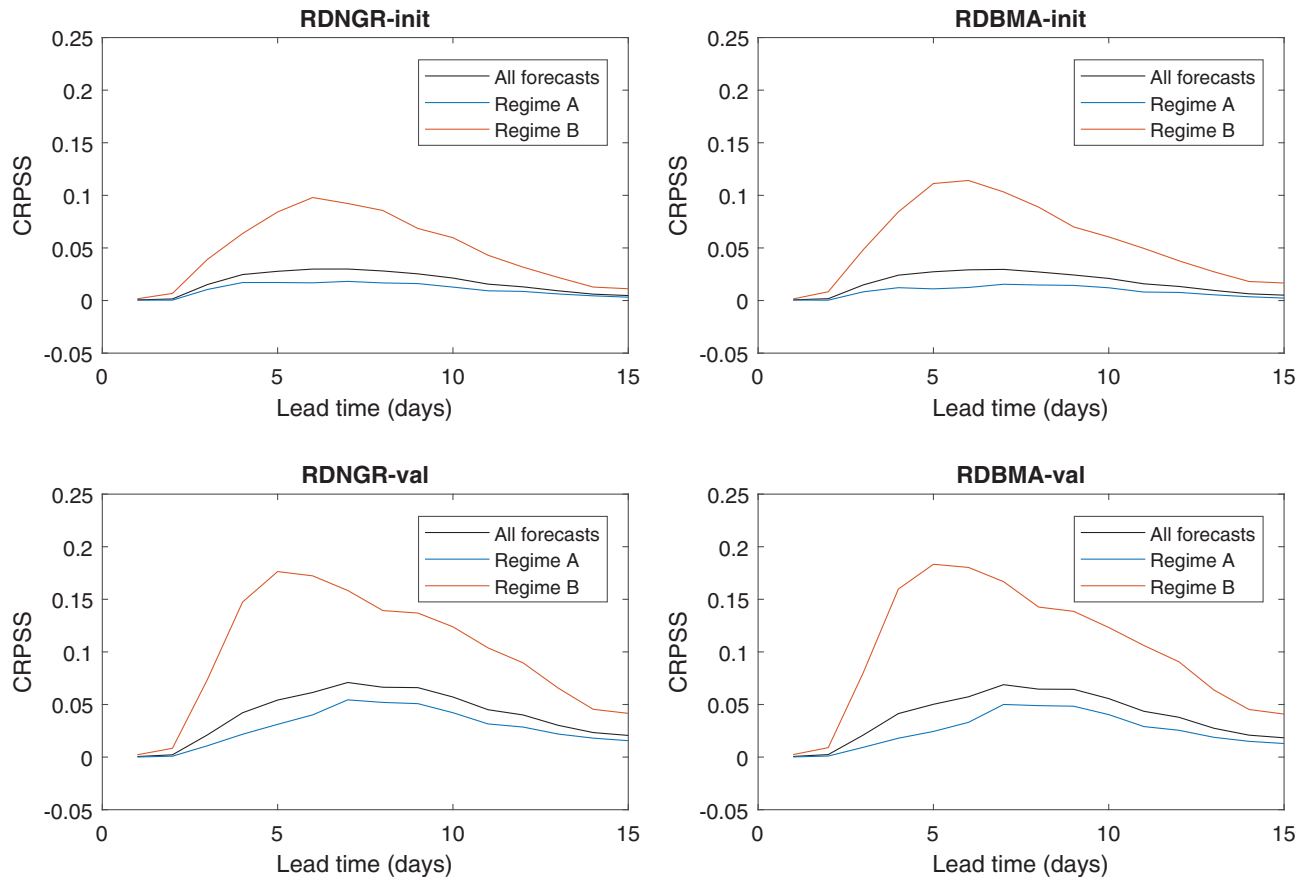 RDNGR-init
0.25
0.2
0.15
0.1
0.05
0
-0.05
CRPSS
All forecasts
Regime A
Regime B
0 5 10 15
Lead time (days)
RDBMA-init
0.25
0.2
0.15
0.1
0.05
0
-0.05
CRPSS
All forecasts
Regime A
Regime B
0 5 10 15
Lead time (days)
RDNGR-val
0.25
0.2
0.15
0.1
0.05
0
-0.05
CRPSS
All forecasts
Regime A
Regime B
0 5 10 15
Lead time (days)
RDBMA-val
0.25
0.2
0.15
0.1
0.05
0
-0.05
CRPSS
All forecasts
Regime A
Regime B
0 5 10 15
Lead time (days)